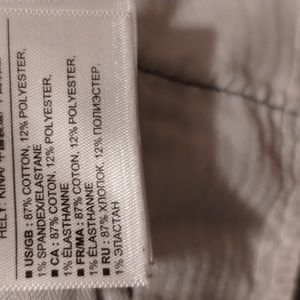 ■ US/GB : 87% COTTON, 12% POLYESTER,
1% SPANDEX/ELASTANE
■ CA : 87% COTON, 12% POLYESTER,
1% ÉLASTHANNE
■ FR/MA : 87% COTON, 12% POLYESTER,
1% ÉLASTHANNE
■ RU : 87% ХЛОПОК, 12% ПОЛИЭСТЕР,
1% ЭЛАСТАН